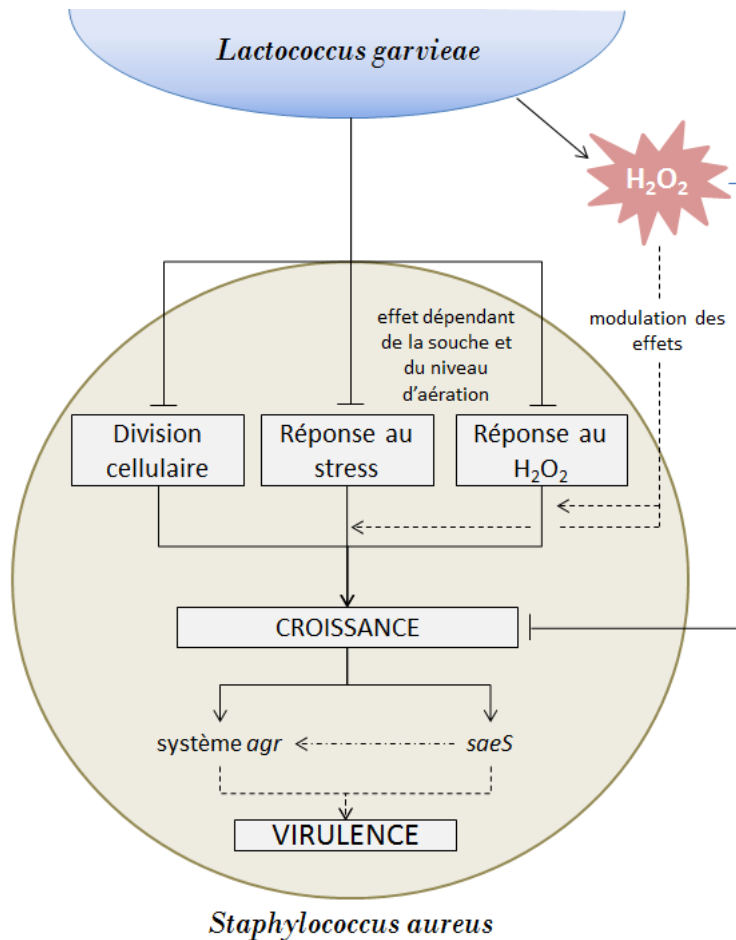 Lactococcus garvieae
H₂O₂
effet dépendant
de la souche et
du niveau
d'aération
modulation des
effets
Division
cellulaire
Réponse au
stress
Réponse au
H₂O₂
CROISSANCE
système agr
saeS
VIRULENCE
Staphylococcus aureus